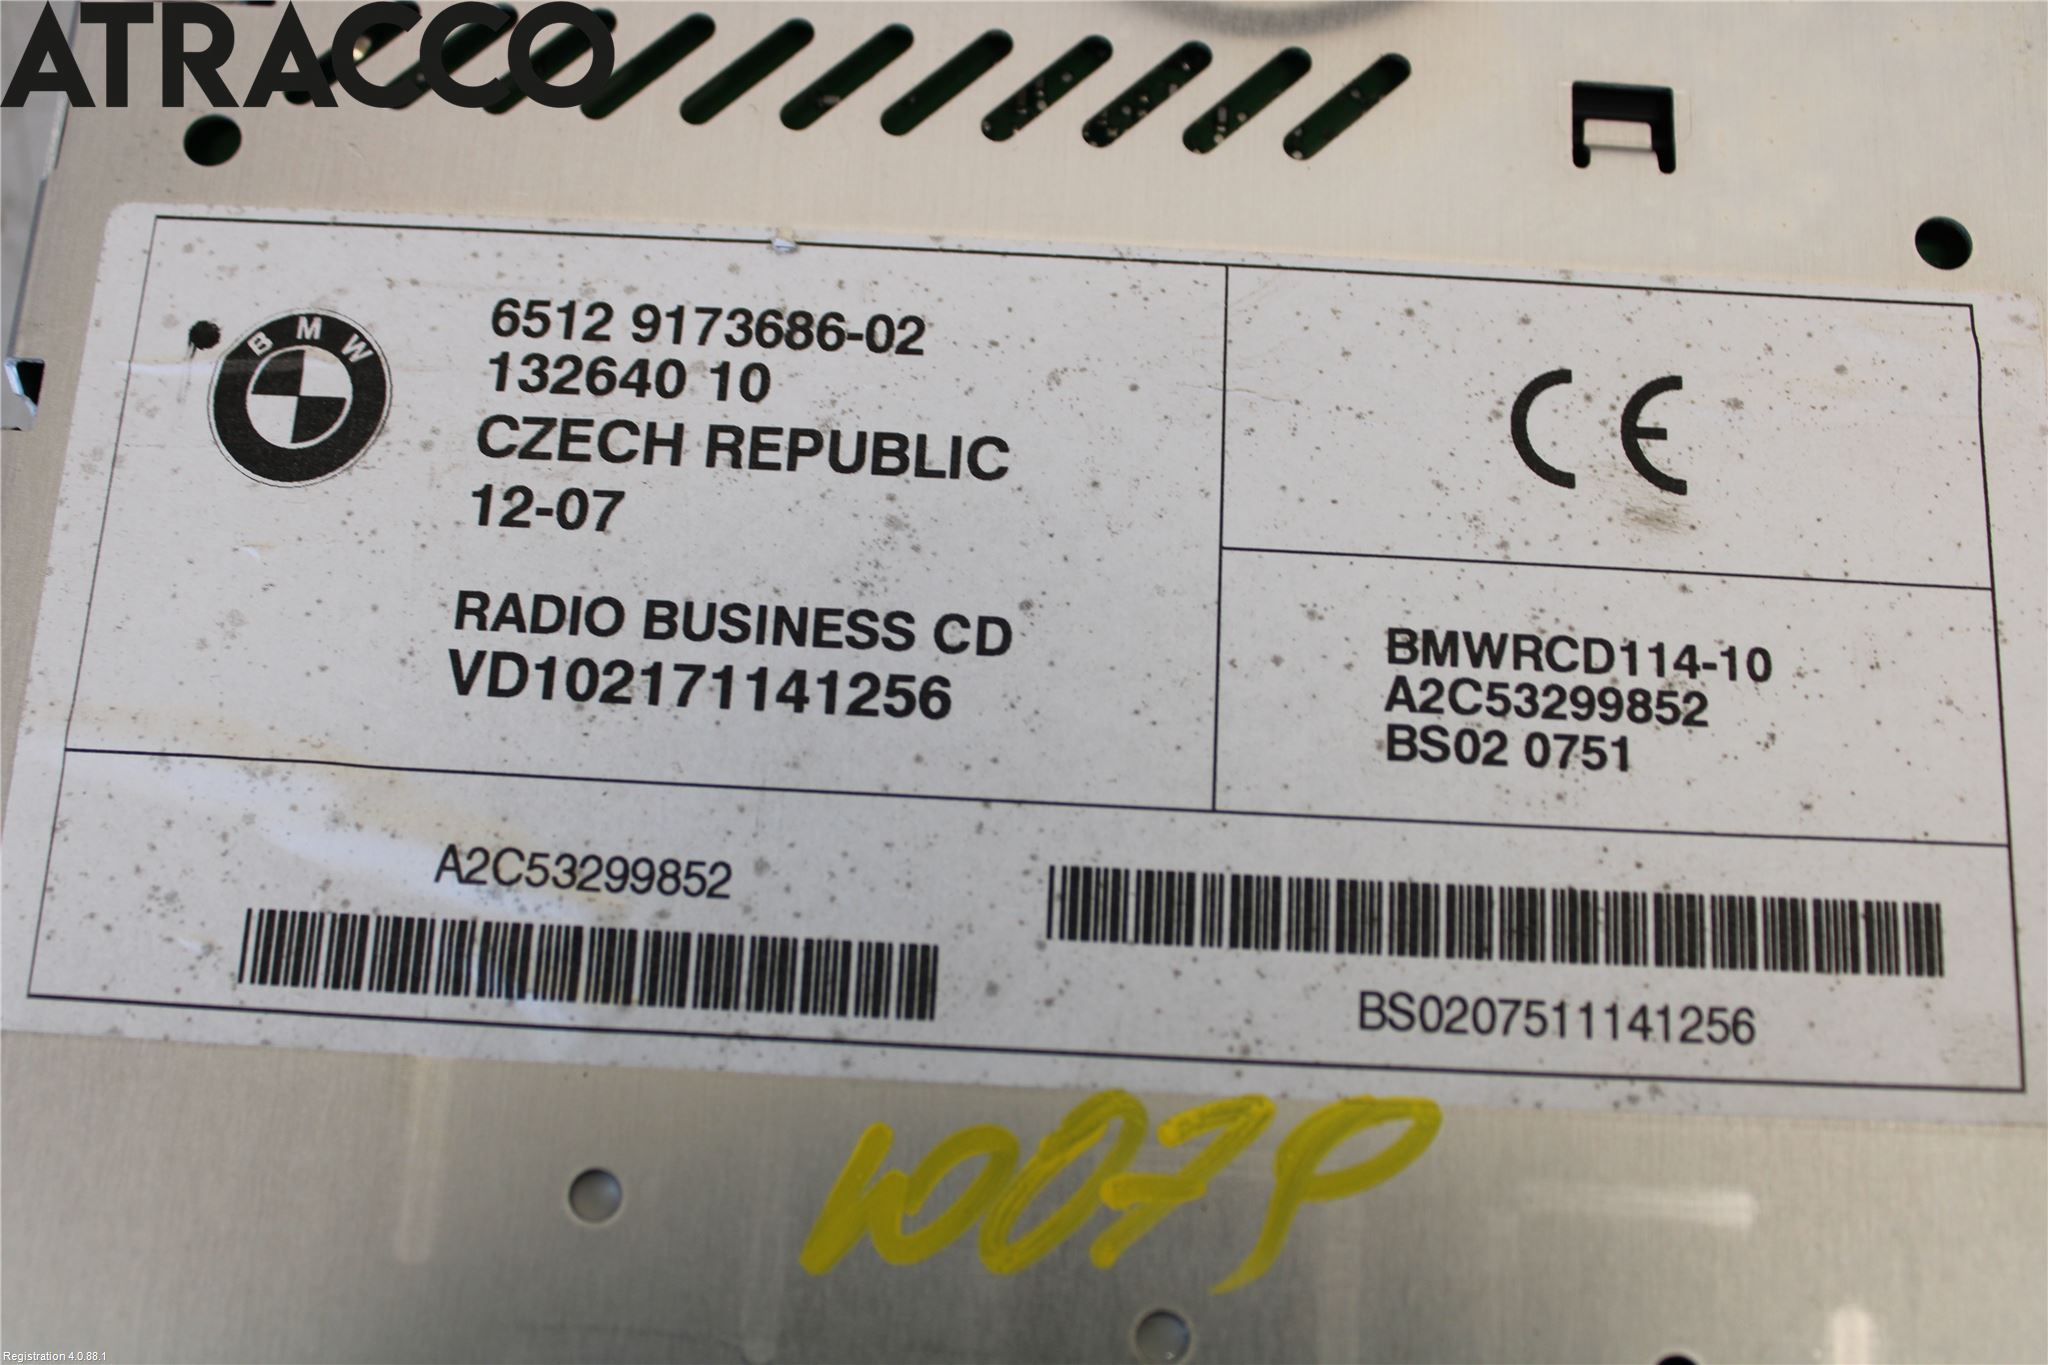 ATRACCO
BMW
6512 9173686-02
132640 10
CZECH REPUBLIC
12-07
RADIO BUSINESS CD
VD102171141256
CE
BMWRCD114-10
A2C53299852
BS02 0751
A2C53299852
BS0207511141256
Registration 4.0.88.1